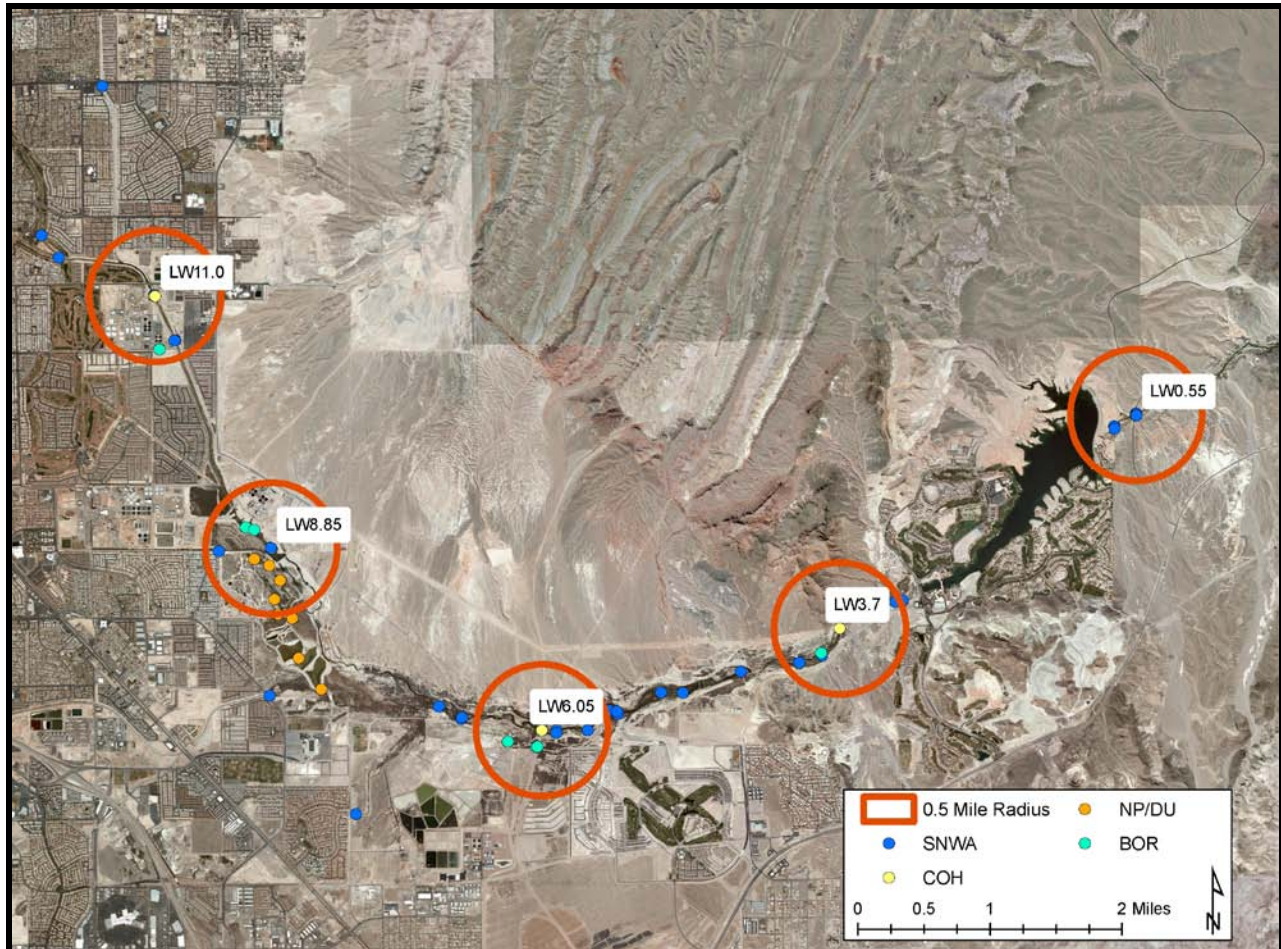 LW11.0
LW0.55
LW8.85
LW3.7
LW6.05
0.5 Mile Radius
NP/DU
SNWA
BOR
COH
N
0 0.5 1 2 Miles